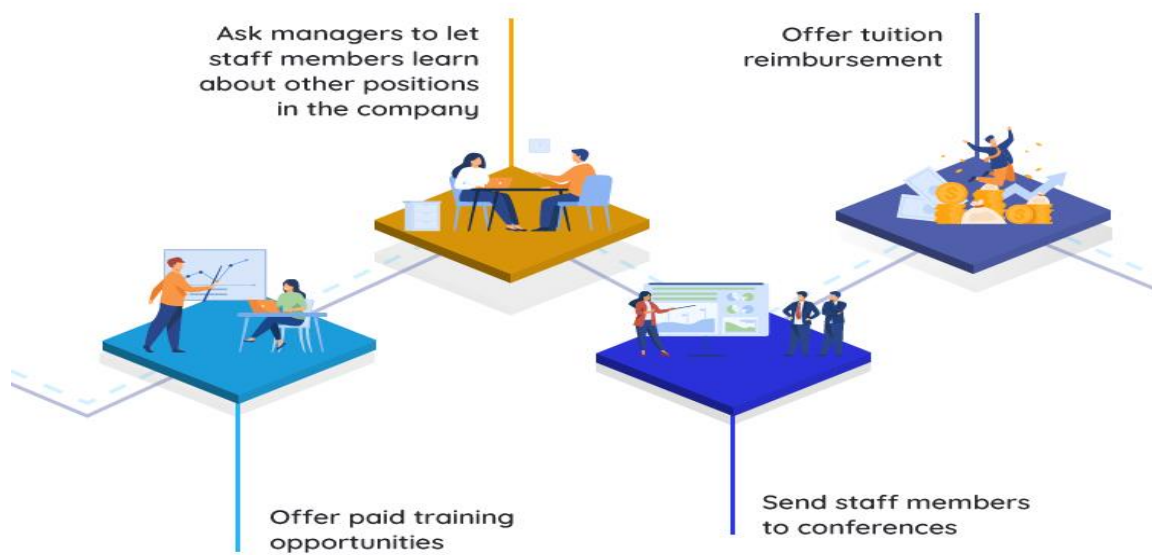 Ask managers to let
staff members learn
about other positions
in the company
Offer tuition
reimbursement
Offer paid training
opportunities
Send staff members
to conferences